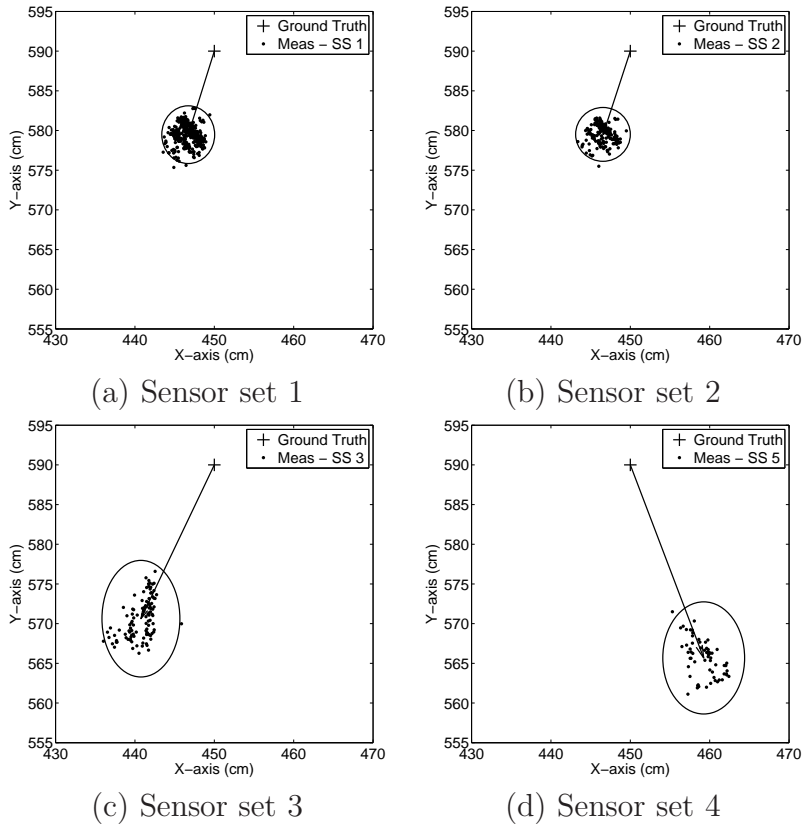 595
590
585
580
575
570
565
560
555
430
440
450
460
470
Y−axis (cm)
X−axis (cm)
Ground Truth
Meas − SS 1
(a) Sensor set 1
595
590
585
580
575
570
565
560
555
430
440
450
460
470
Y−axis (cm)
X−axis (cm)
Ground Truth
Meas − SS 2
(b) Sensor set 2
595
590
585
580
575
570
565
560
555
430
440
450
460
470
Y−axis (cm)
X−axis (cm)
Ground Truth
Meas − SS 3
(c) Sensor set 3
595
590
585
580
575
570
565
560
555
430
440
450
460
470
Y−axis (cm)
X−axis (cm)
Ground Truth
Meas − SS 5
(d) Sensor set 4